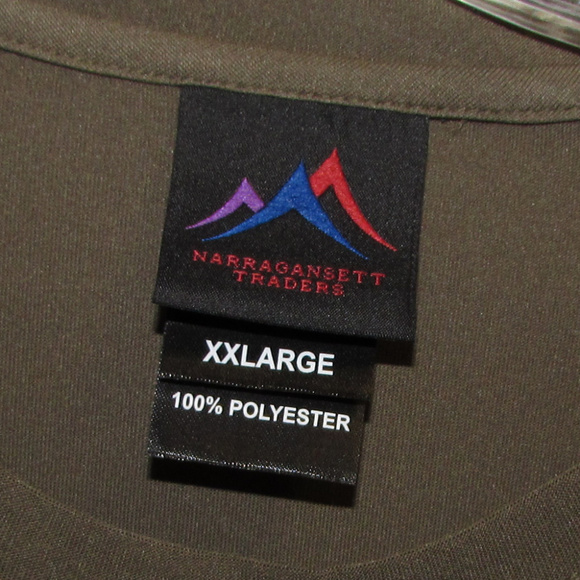 NARRAGANSETT
TRADERS
XXLARGE
100% POLYESTER